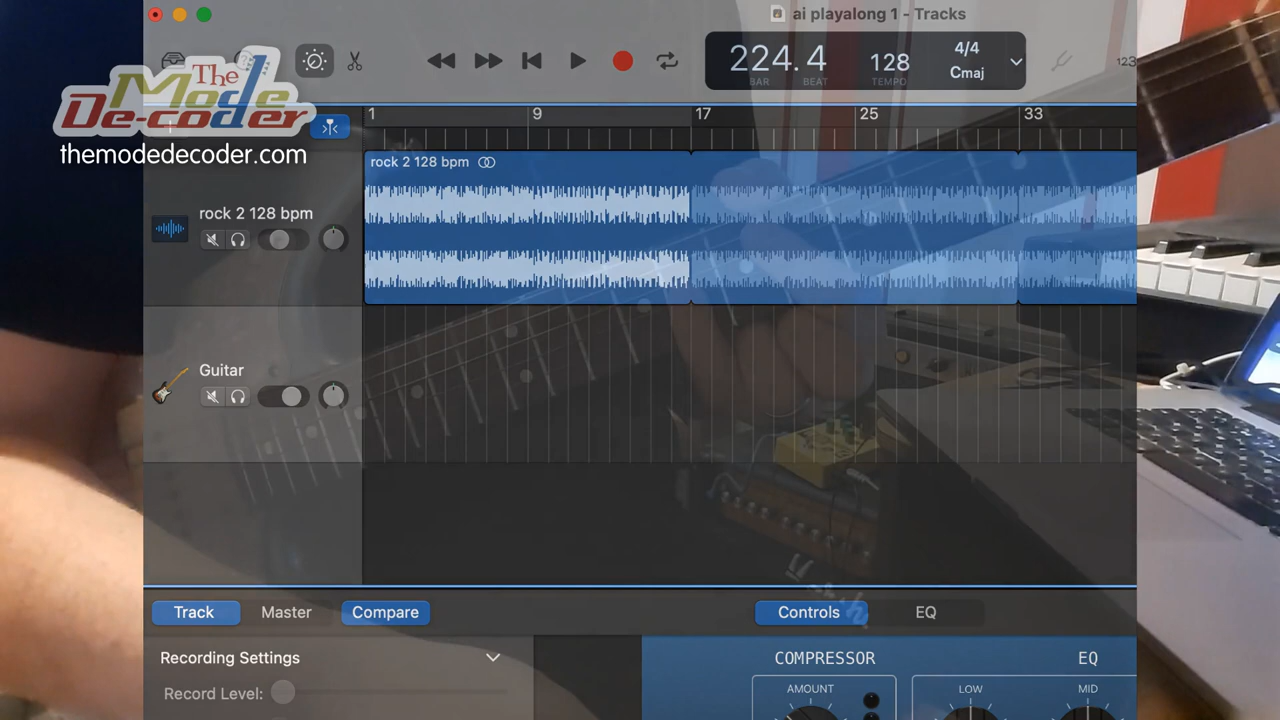 ai playalong 1 - Tracks
The
Mode
De-coder
themodedecoder.com
224.4
BAR
BEAT
128
TEMPO
4/4
Cmaj
123
1
9
17
25
33
rock 2 128 bpm
rock 2 128 bpm
Guitar
Track
Master
Compare
Controls
EQ
Recording Settings
Record Level:
COMPRESSOR
EQ
AMOUNT
LOW
MID